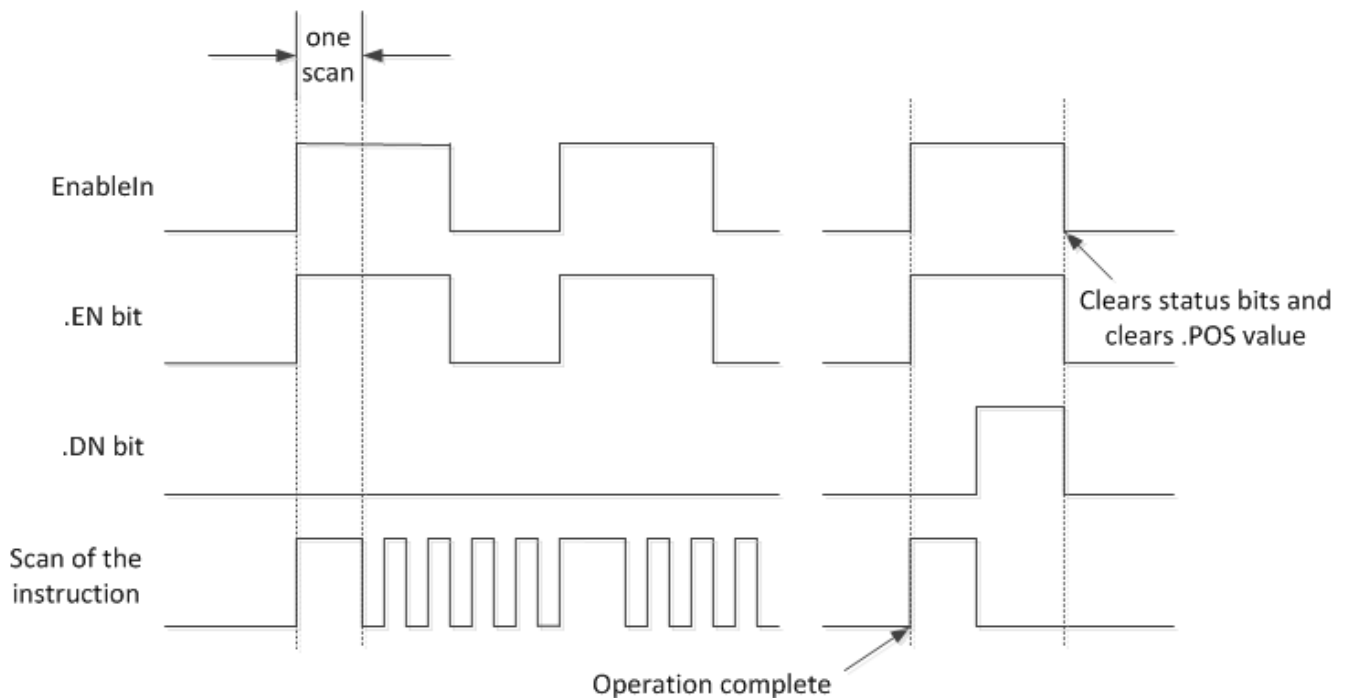 one
scan
EnableIn
.EN bit
Clears status bits and
clears .POS value
.DN bit
Scan of the
instruction
Operation complete